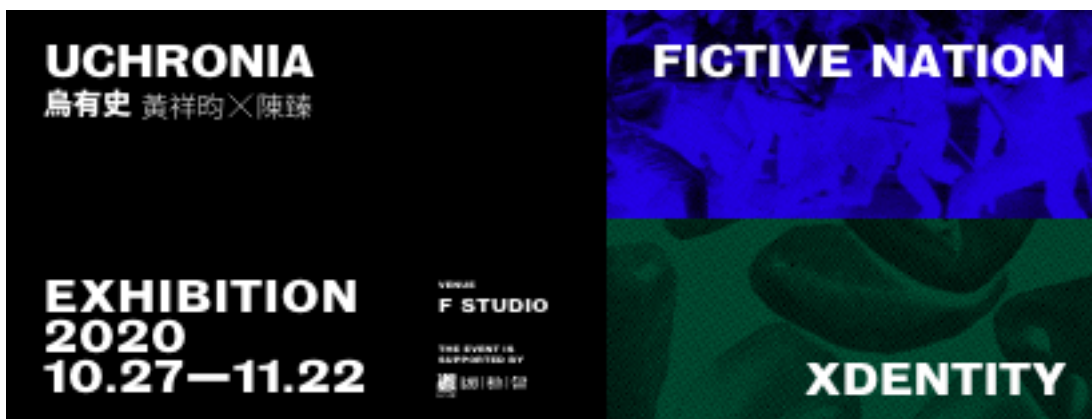 UCHRONIA
烏有史 黃祥昀×陳臻
FICTIVE NATION
EXHIBITION
2020
10.27—11.22
VENUE
F STUDIO
THE EVENT IS
SUPPORTED BY
XDENTITY